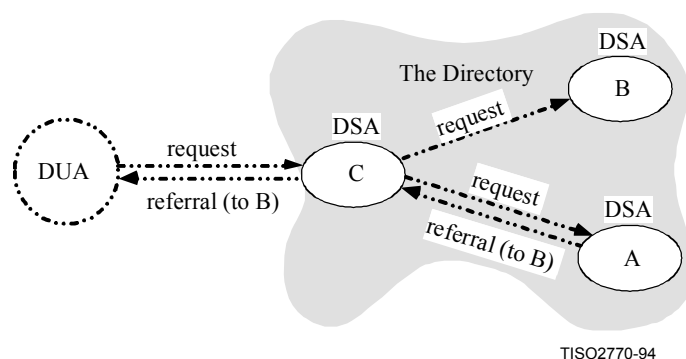 DSA
The Directory
B
request
DSA
request
DUA
C
request
referral (to B)
DSA
referral (to B)
A
TISO2770-94